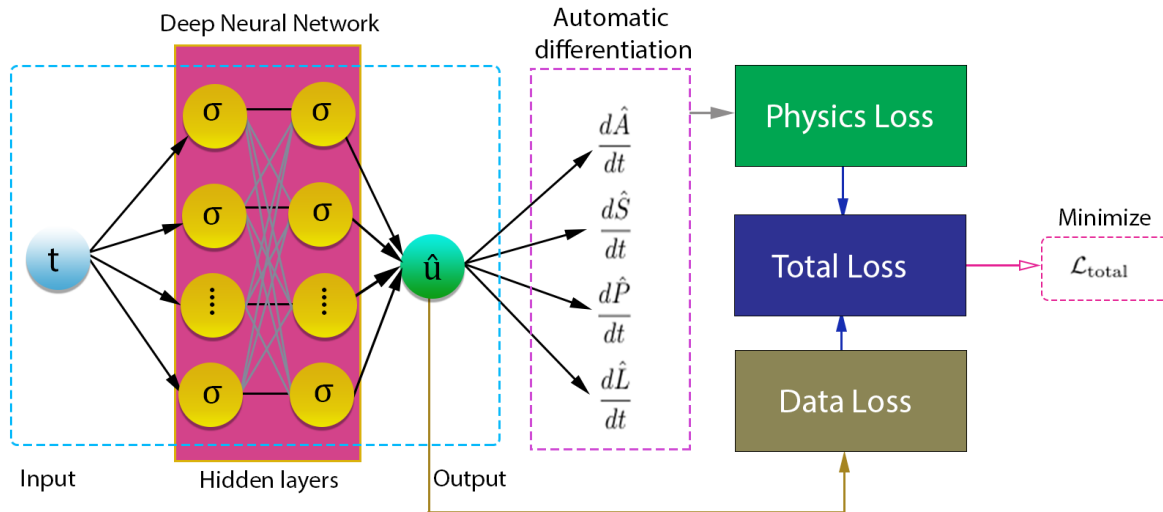 Deep Neural Network
Automatic
differentiation
σ
σ
σ
σ
⋮
⋮
σ
σ
t
û
Input
Hidden layers
Output
dÂ
dt
dŜ
dt
dP̂
dt
dL̂
dt
Physics Loss
Total Loss
Data Loss
Minimize
ℒtotal